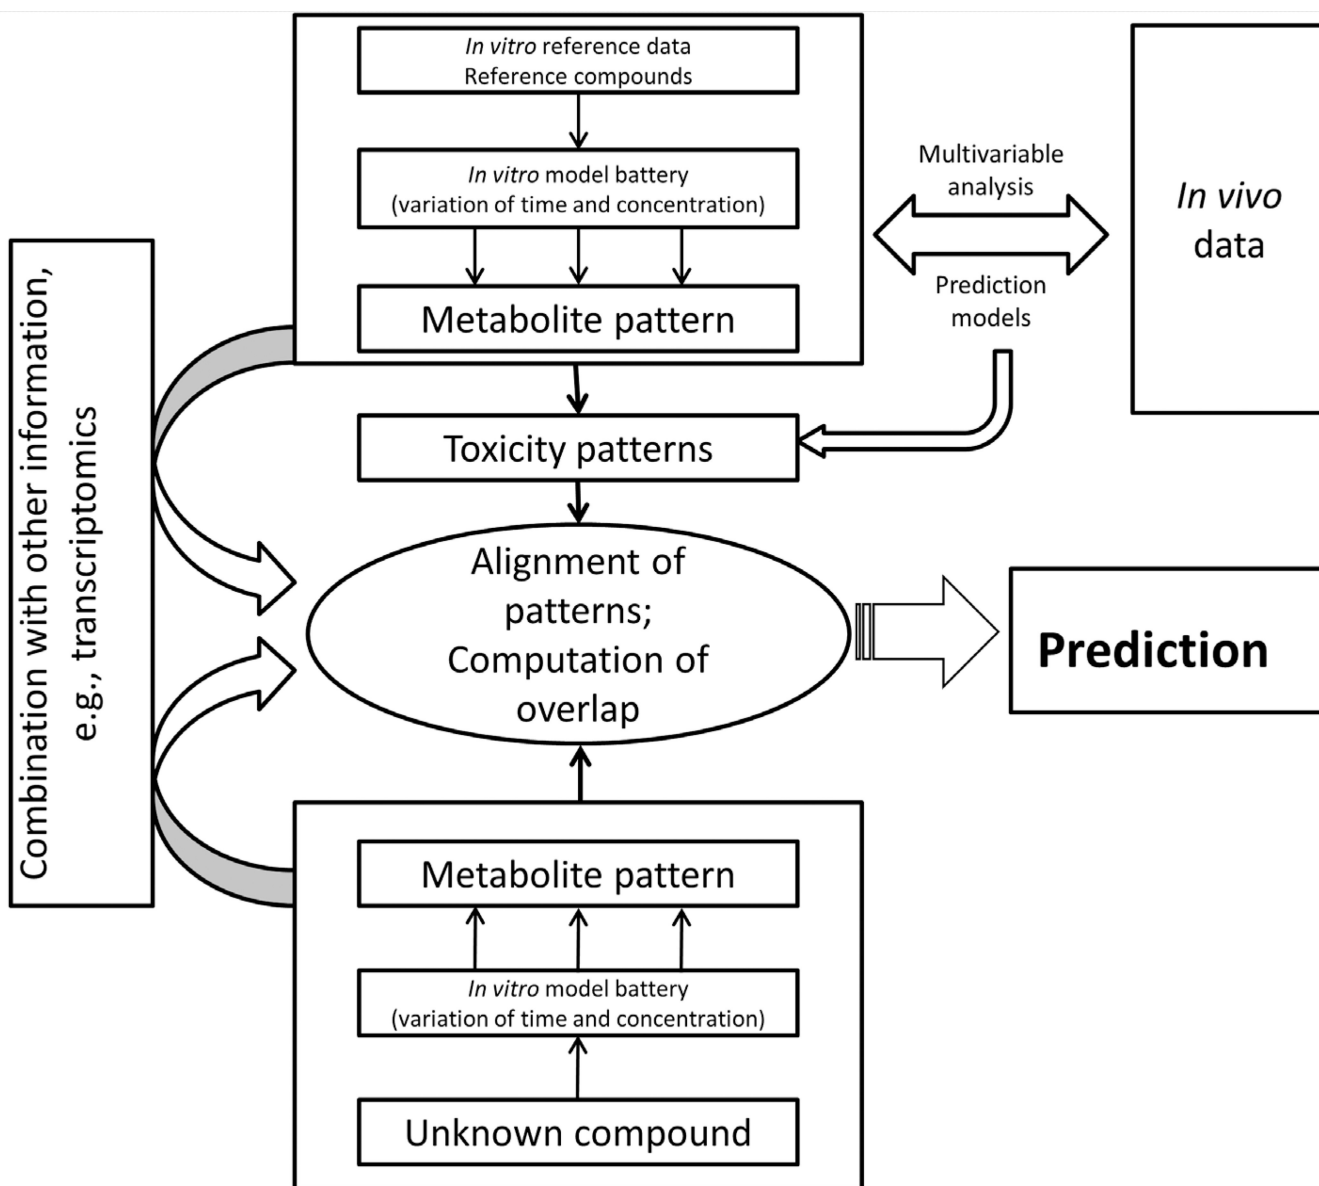 In vitro reference data
Reference compounds
In vitro model battery
(variation of time and concentration)
Metabolite pattern
Multivariable
analysis
Prediction
models
In vivo
data
Toxicity patterns
Combination with other information,
e.g., transcriptomics
Alignment of
patterns;
Computation of
overlap
Prediction
Metabolite pattern
In vitro model battery
(variation of time and concentration)
Unknown compound